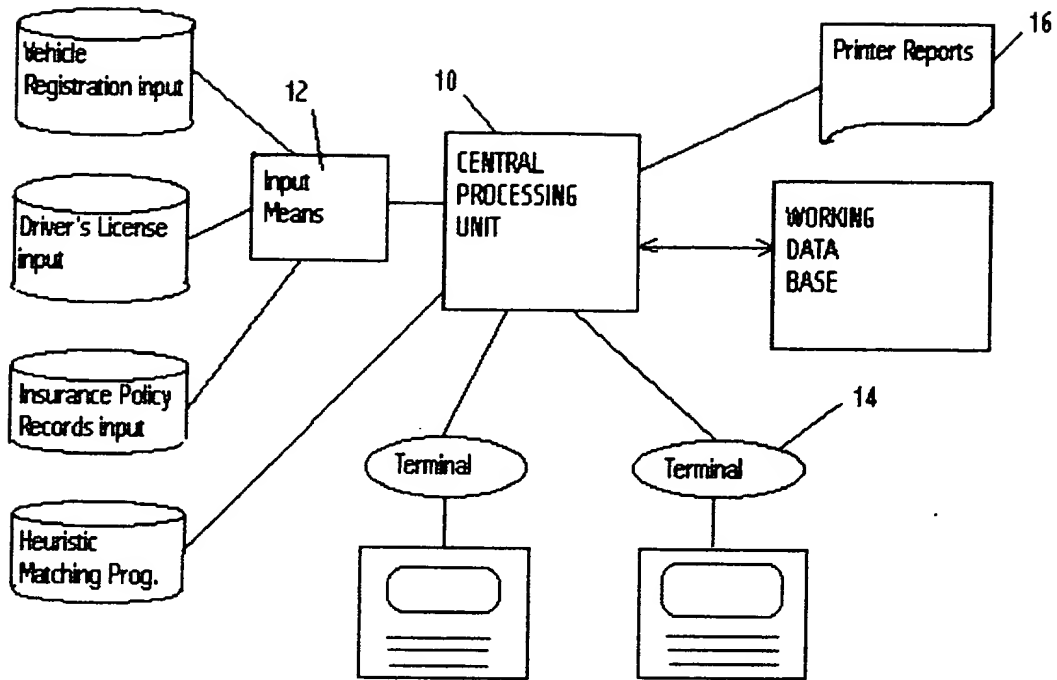 Vehicle
Registration input
12
10
16
Printer Reports
Input
Means
CENTRAL
PROCESSING
UNIT
Driver's License
input
WORKING
DATA
BASE
Insurance Policy
Records input
14
Terminal
Terminal
Heuristic
Matching Prog.